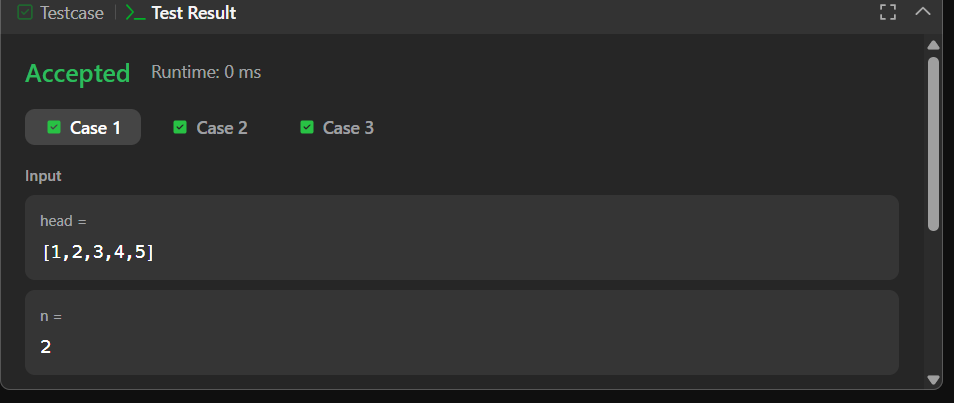 Testcase
Test Result
Accepted Runtime: 0 ms
Case 1 Case 2 Case 3
Input
head =
[1,2,3,4,5]
n =
2